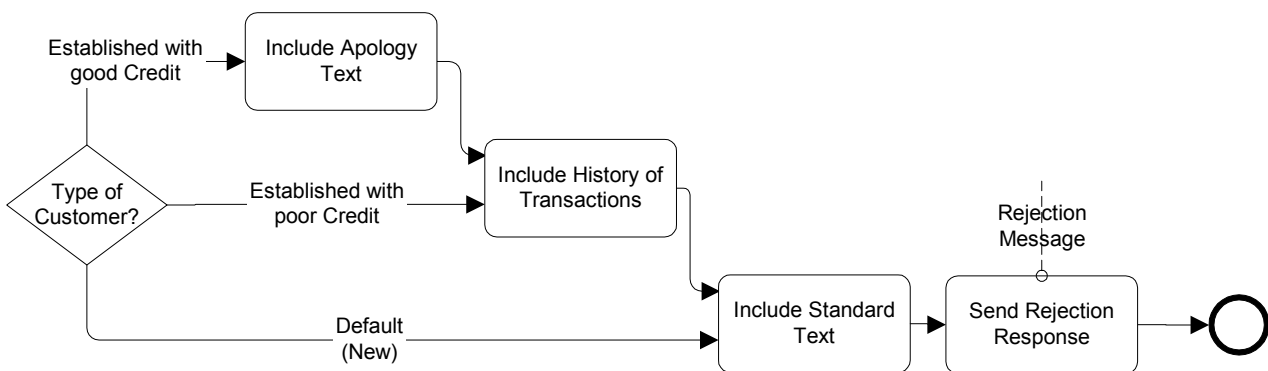 Established with
good Credit
Include Apology
Text
Type of
Customer?
Established with
poor Credit
Include History of
Transactions
Rejection
Message
Default
(New)
Include Standard
Text
Send Rejection
Response